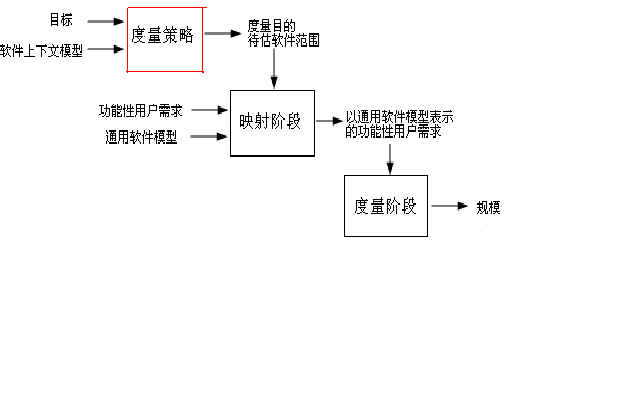 目标
软件上下文模型
度量策略
度量目的
待估软件范围
功能性用户需求
通用软件模型
映射阶段
以通用软件模型表示
的功能性用户需求
度量阶段
规模